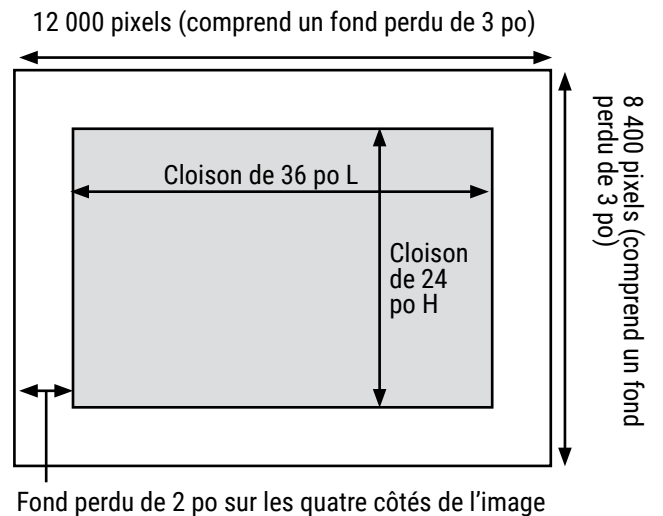 12 000 pixels (comprend un fond perdu de 3 po)
8 400 pixels (comprend un fond
perdu de 3 po)
Cloison de 36 po L
Cloison
de 24
po H
Fond perdu de 2 po sur les quatre côtés de l’image